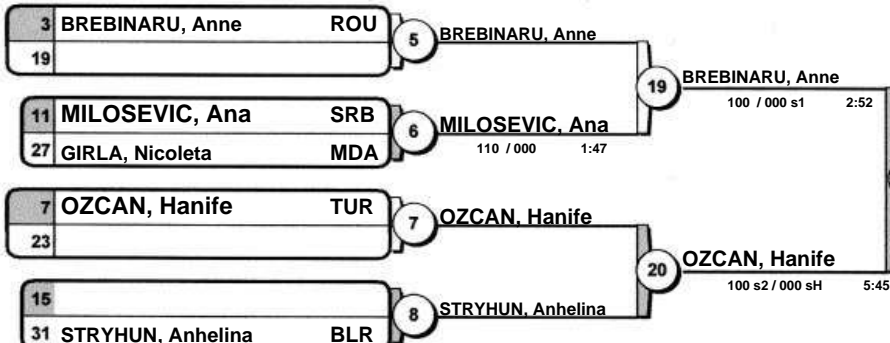 3 BREBINARU, Anne ROU
19
5 BREBINARU, Anne
19 BREBINARU, Anne
100 / 000 s1 2:52
11 MILOSEVIC, Ana SRB
27 GIRLA, Nicoleta MDA
6 MILOSEVIC, Ana
110 / 000 1:47
7 OZCAN, Hanife TUR
23
7 OZCAN, Hanife
20 OZCAN, Hanife
100 s2 / 000 sH 5:45
15
31 STRYHUN, Anhelina BLR
8 STRYHUN, Anhelina